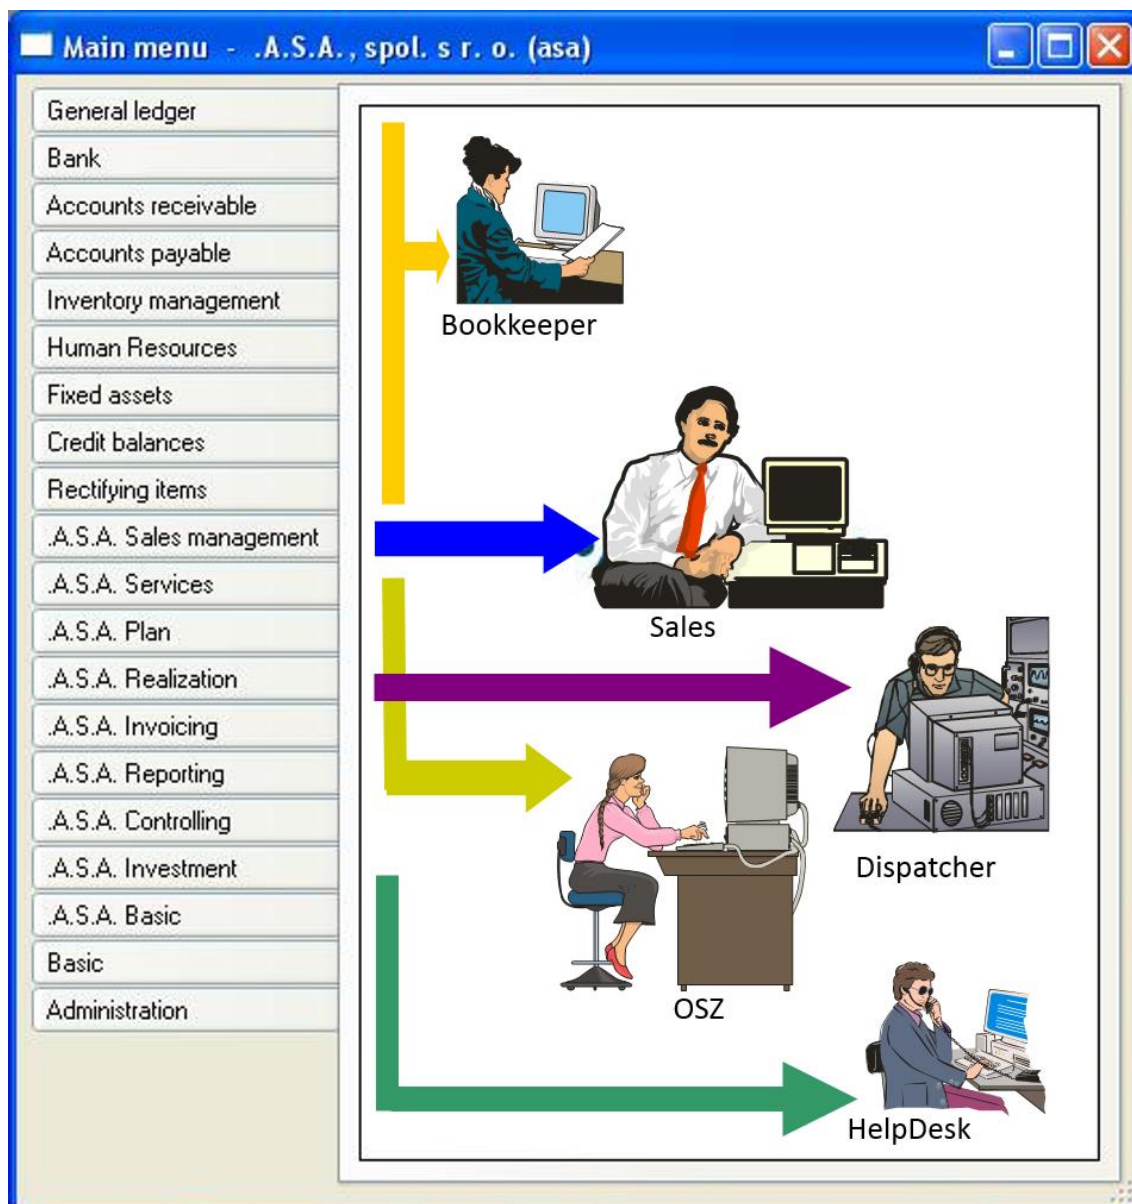 Main menu - .A.S.A., spol. s r. o. (asa)
General ledger
Bank
Accounts receivable
Accounts payable
Inventory management
Human Resources
Fixed assets
Credit balances
Rectifying items
.A.S.A. Sales management
.A.S.A. Services
.A.S.A. Plan
.A.S.A. Realization
.A.S.A. Invoicing
.A.S.A. Reporting
.A.S.A. Controlling
.A.S.A. Investment
.A.S.A. Basic
Basic
Administration
Bookkeeper
Sales
Dispatcher
OSZ
HelpDesk